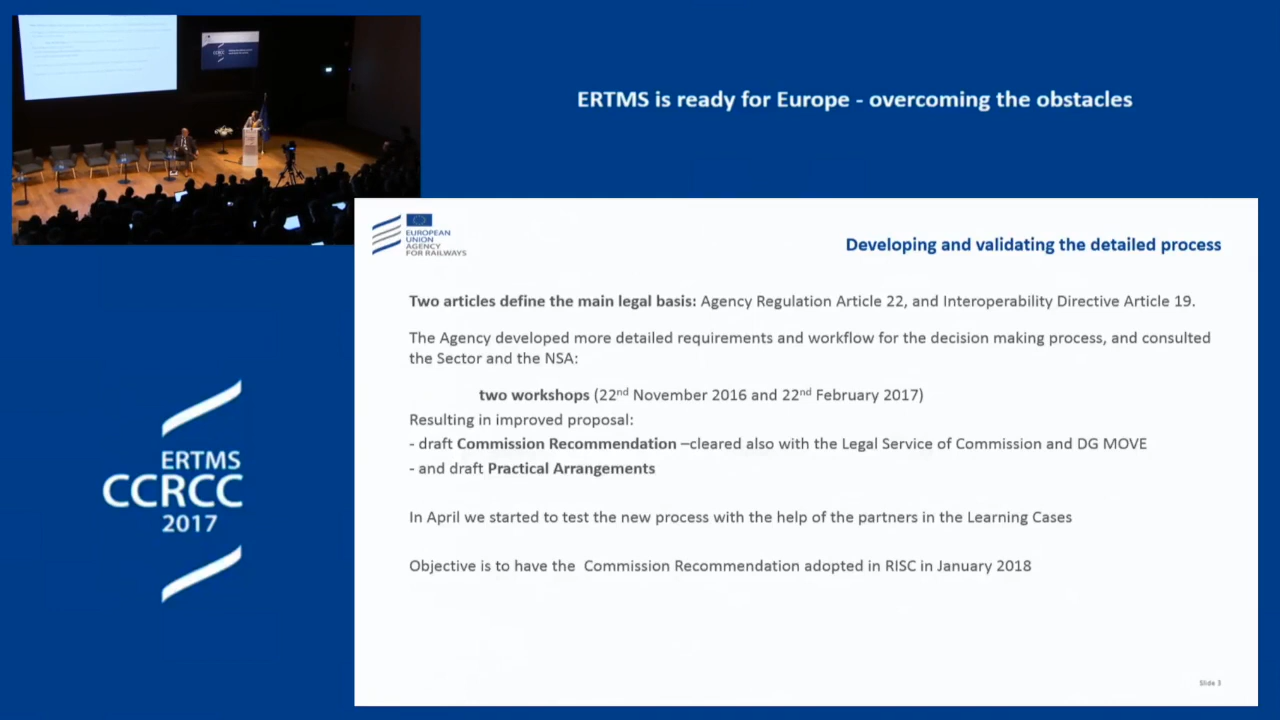 ERTMS is ready for Europe - overcoming the obstacles
EUROPEAN
UNION
AGENCY
FOR RAILWAYS
Developing and validating the detailed process
Two articles define the main legal basis: Agency Regulation Article 22, and Interoperability Directive Article 19.
The Agency developed more detailed requirements and workflow for the decision making process, and consulted
the Sector and the NSA:
two workshops (22nd November 2016 and 22nd February 2017)
Resulting in improved proposal:
- draft Commission Recommendation –cleared also with the Legal Service of Commission and DG MOVE
- and draft Practical Arrangements
In April we started to test the new process with the help of the partners in the Learning Cases
Objective is to have the  Commission Recommendation adopted in RISC in January 2018
Slide 3
ERTMS
CCRCC
2017